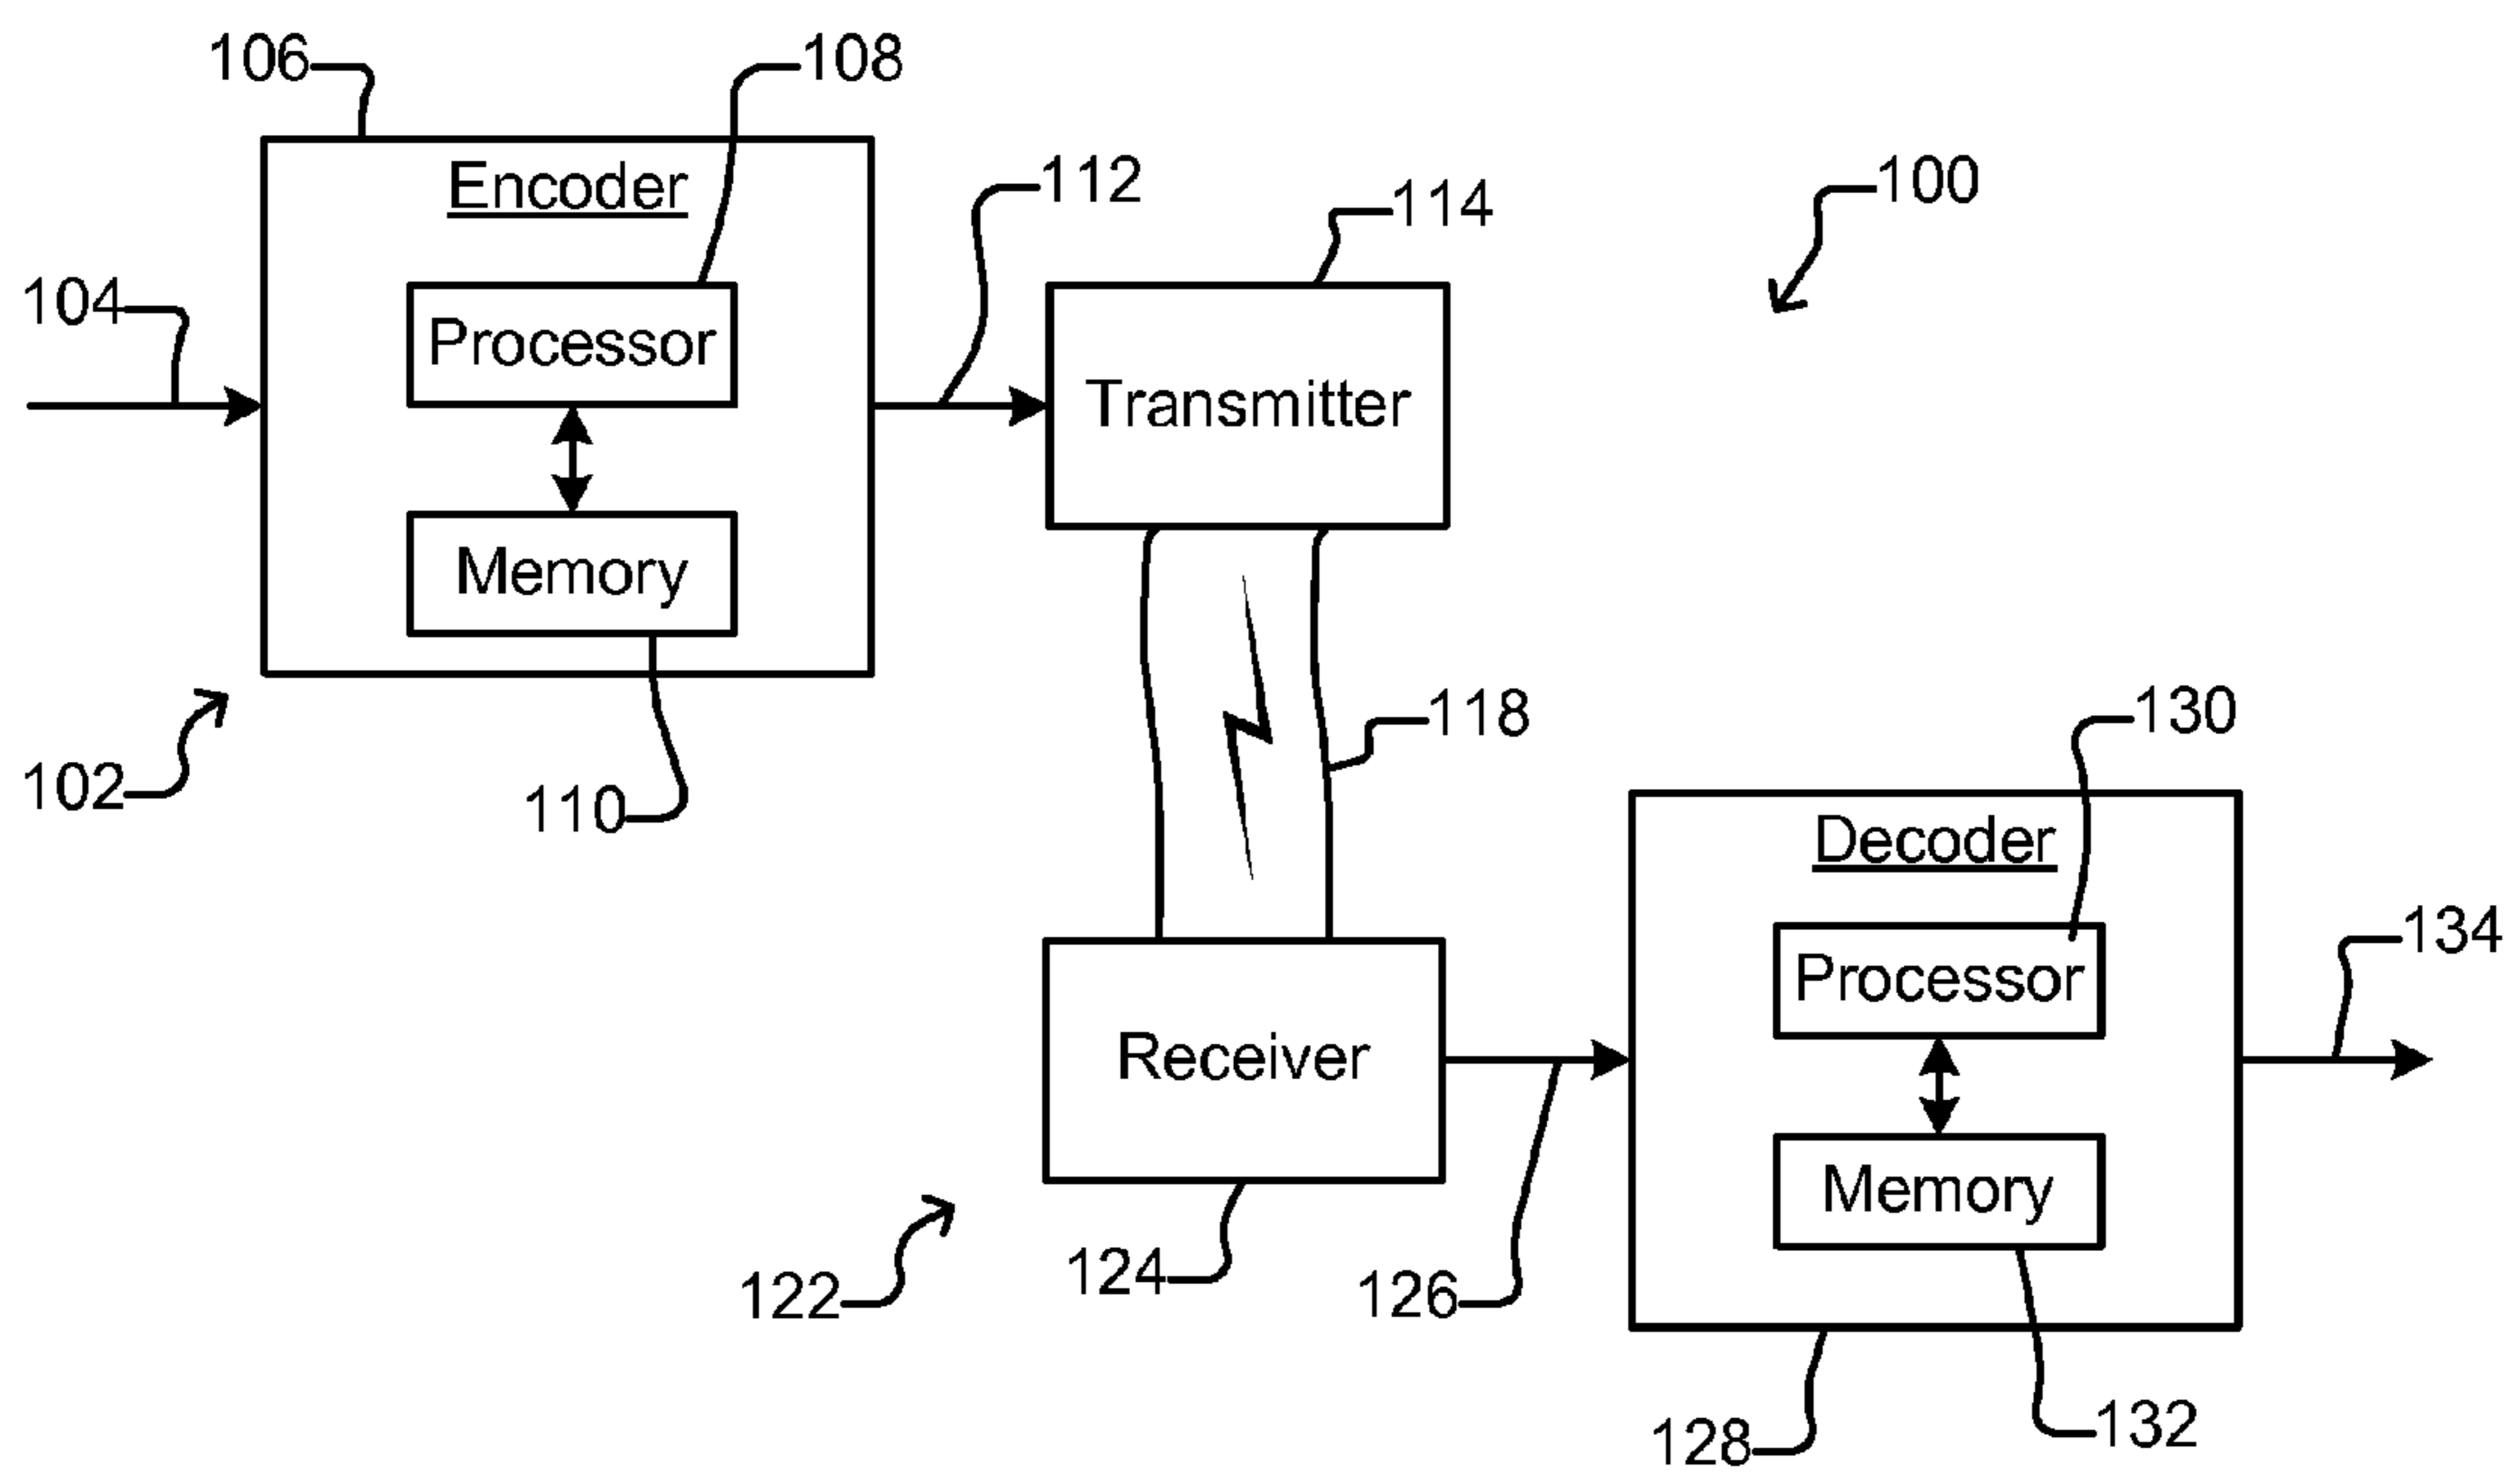 106
108
Encoder
112
100
114
104
Processor
Transmitter
Memory
118
130
102
110
Decoder
134
Processor
Receiver
Memory
124
126
122
132
128